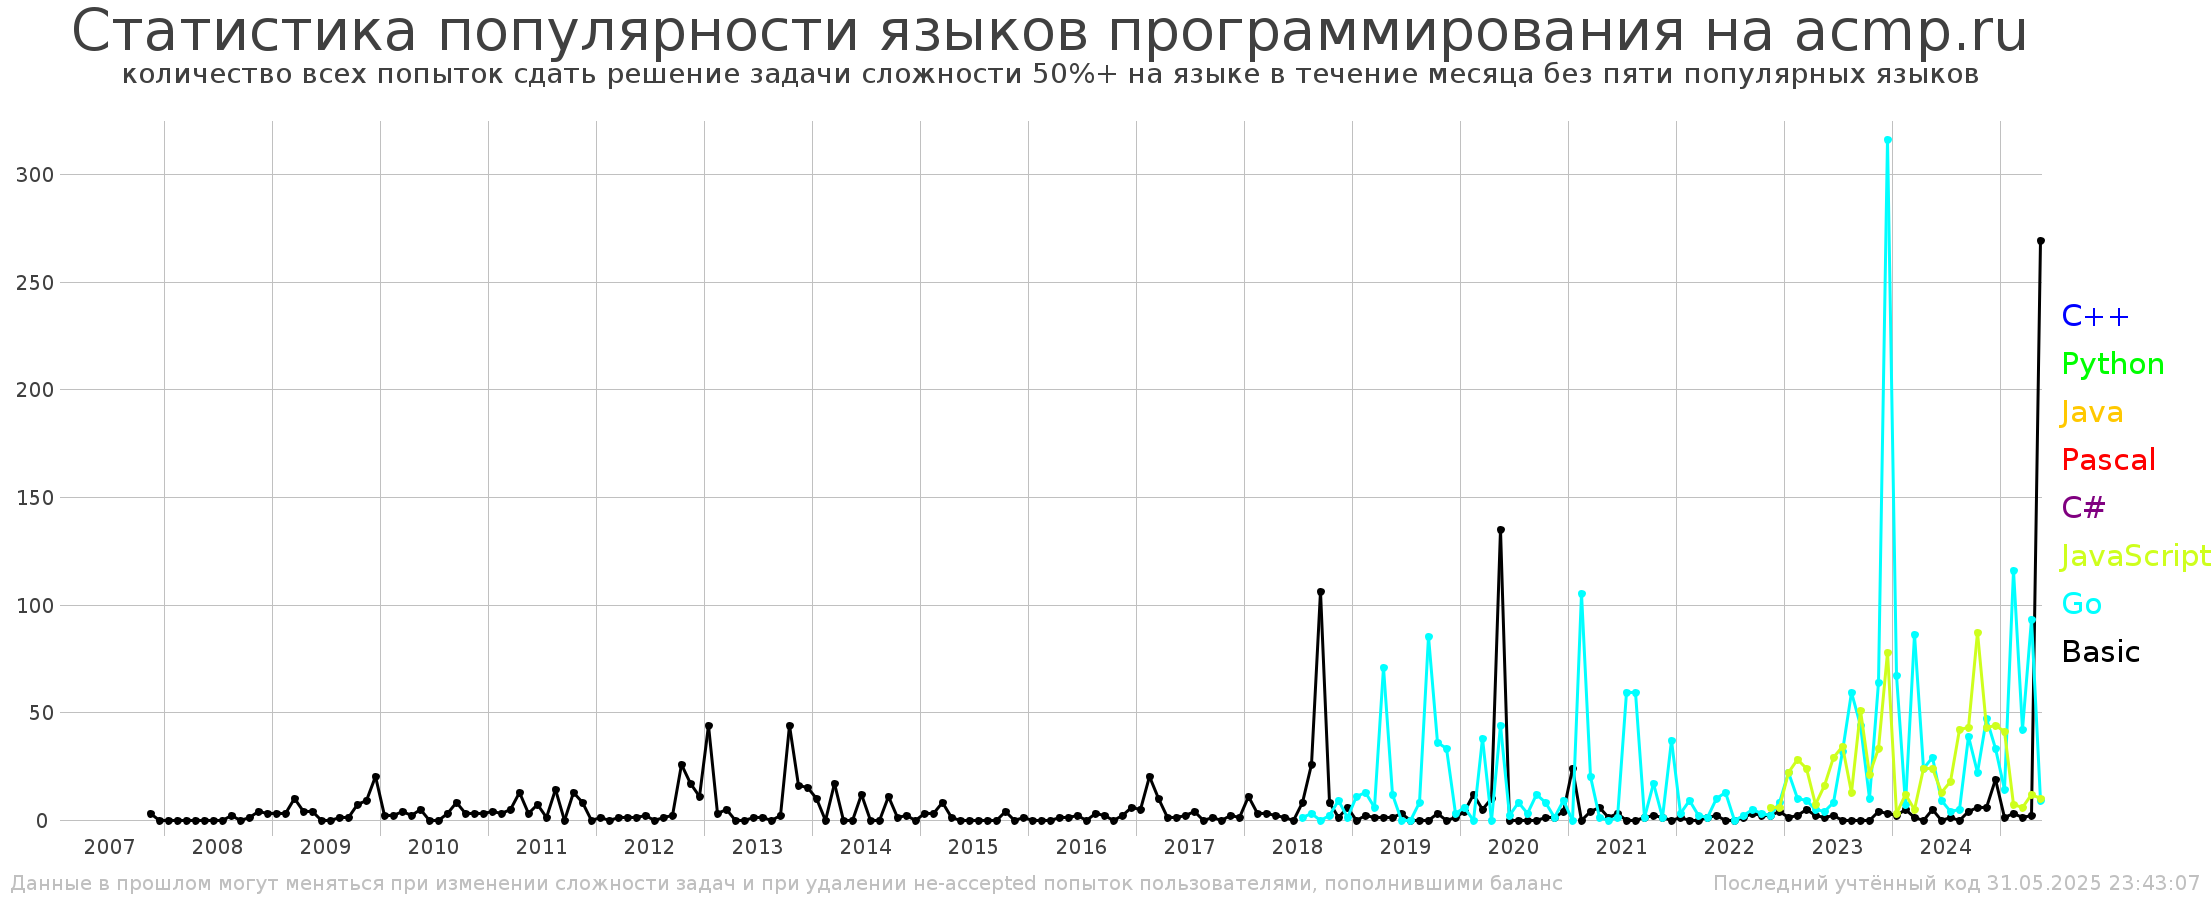 Статистика популярности языков программирования на acmp.ru
количество всех попыток сдать решение задачи сложности 50%+ на языке в течение месяца без пяти популярных языков
300
250
200
150
100
50
0
C++
Python
Java
Pascal
C#
JavaScript
Go
Basic
2007 2008 2009 2010 2011 2012 2013 2014 2015 2016 2017 2018 2019 2020 2021 2022 2023 2024
Данные в прошлом могут меняться при изменении сложности задач и при удалении не-accepted попыток пользователями, пополнившими баланс
Последний учтённый код 31.05.2025 23:43:07